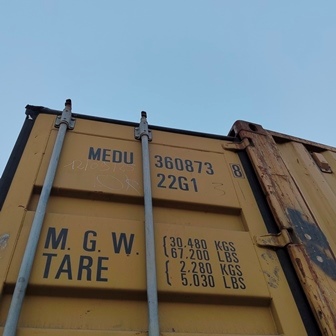 MEDU 360873 8
22G1
M.G.W. 30.480 KGS
67.200 LBS
TARE 2.280 KGS
5.030 LBS